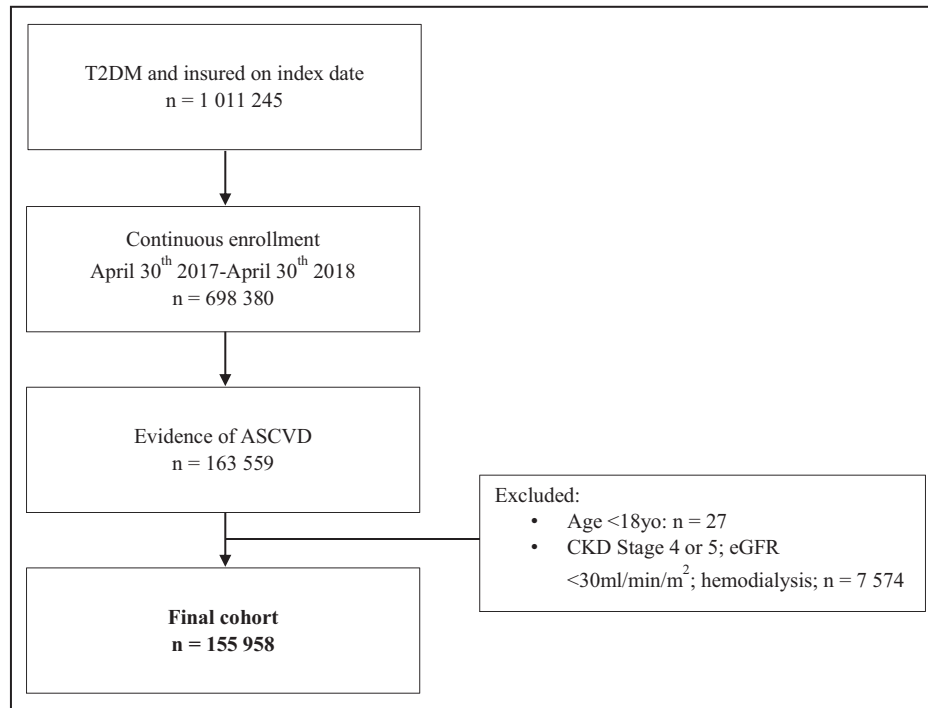 T2DM and insured on index date
n = 1 011 245
Continuous enrollment
April 30th 2017-April 30th 2018
n = 698 380
Evidence of ASCVD
n = 163 559
Excluded:
• Age <18yo: n = 27
• CKD Stage 4 or 5; eGFR
<30ml/min/m2; hemodialysis; n = 7 574
Final cohort
n = 155 958